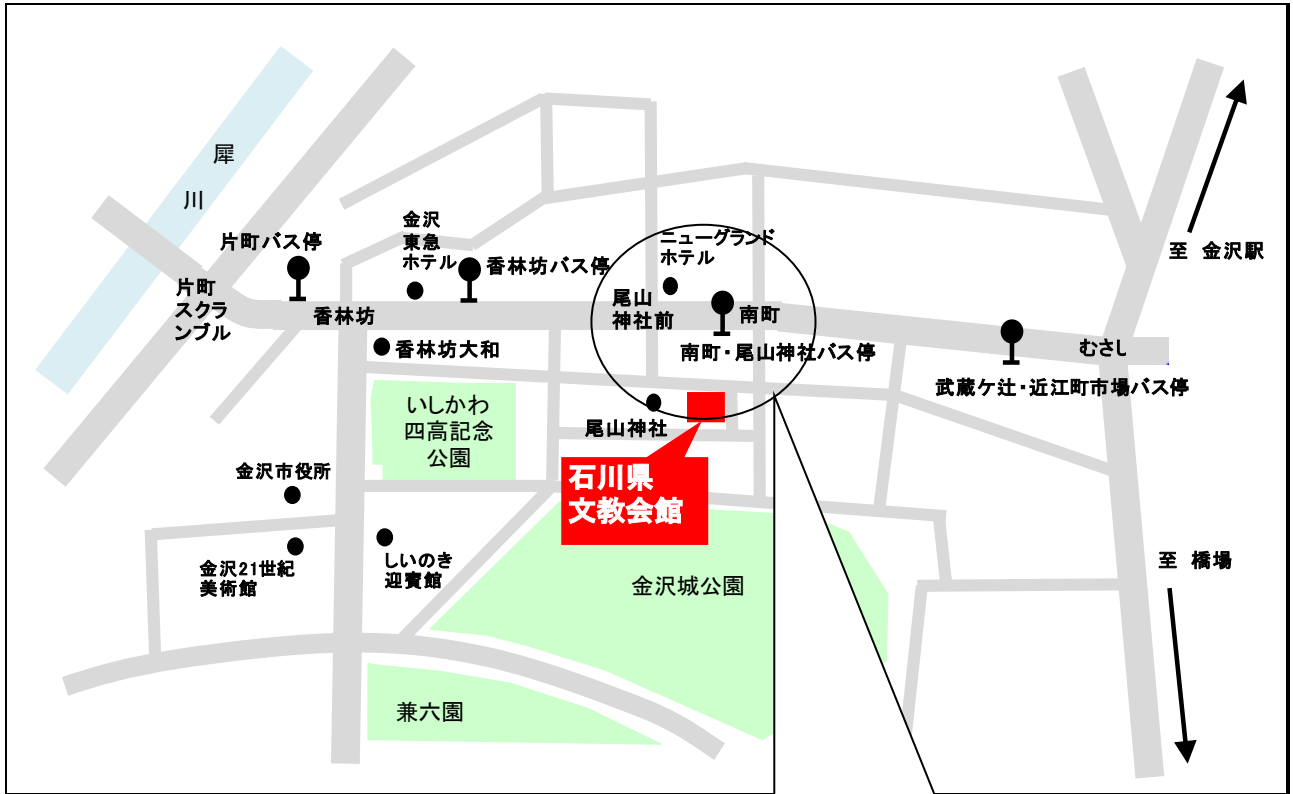 犀
川
片町バス停
片町
スクラ
ンブル
香林坊
金沢
東急
ホテル
香林坊バス停
香林坊大和
ニューグランド
ホテル
尾山
神社前
南町
南町・尾山神社バス停
至 金沢駅
むさし
武蔵ケ辻・近江町市場バス停
いしかわ
四高記念
公園
尾山神社
石川県
文教会館
金沢市役所
金沢21世紀
美術館
しいのき
迎賓館
金沢城公園
至 橋場
兼六園